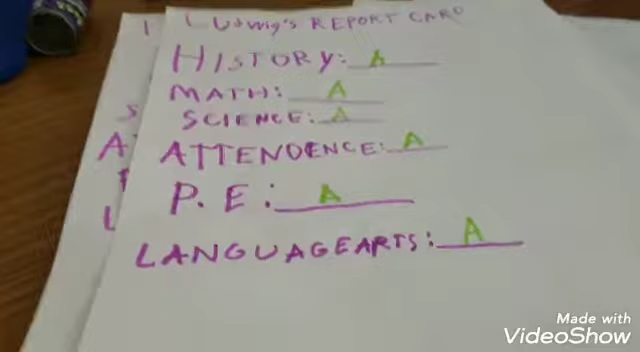 Ludwig's REPORT CARD
HISTORY: A
MATH: A
SCIENCE: A
ATTENDENCE: A
P.E: A
LANGUAGEARTS: A
Made with
VideoShow